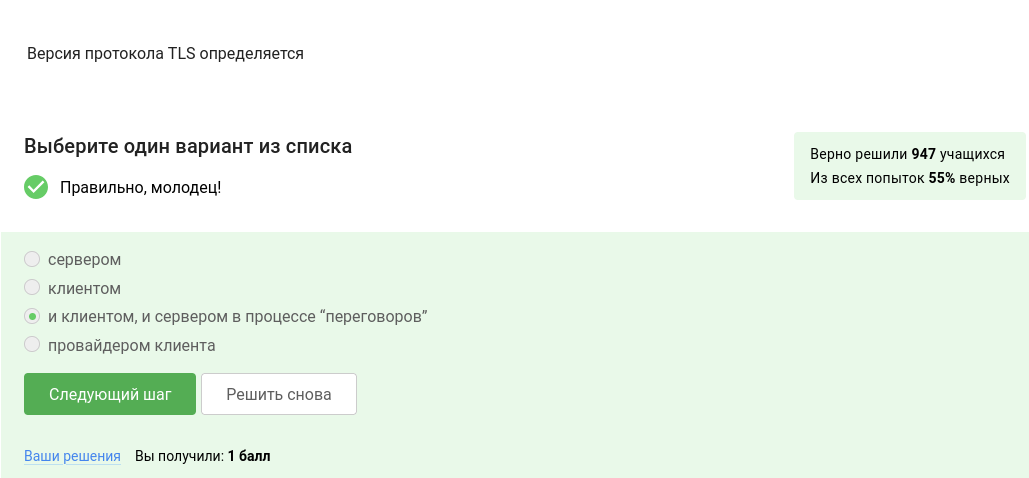 Версия протокола TLS определяется
Выберите один вариант из списка
Верно решили 947 учащихся
Из всех попыток 55% верных
Правильно, молодец!
сервером
клиентом
и клиентом, и сервером в процессе “переговоров”
провайдером клиента
Следующий шаг
Решить снова
Ваши решения Вы получили: 1 балл